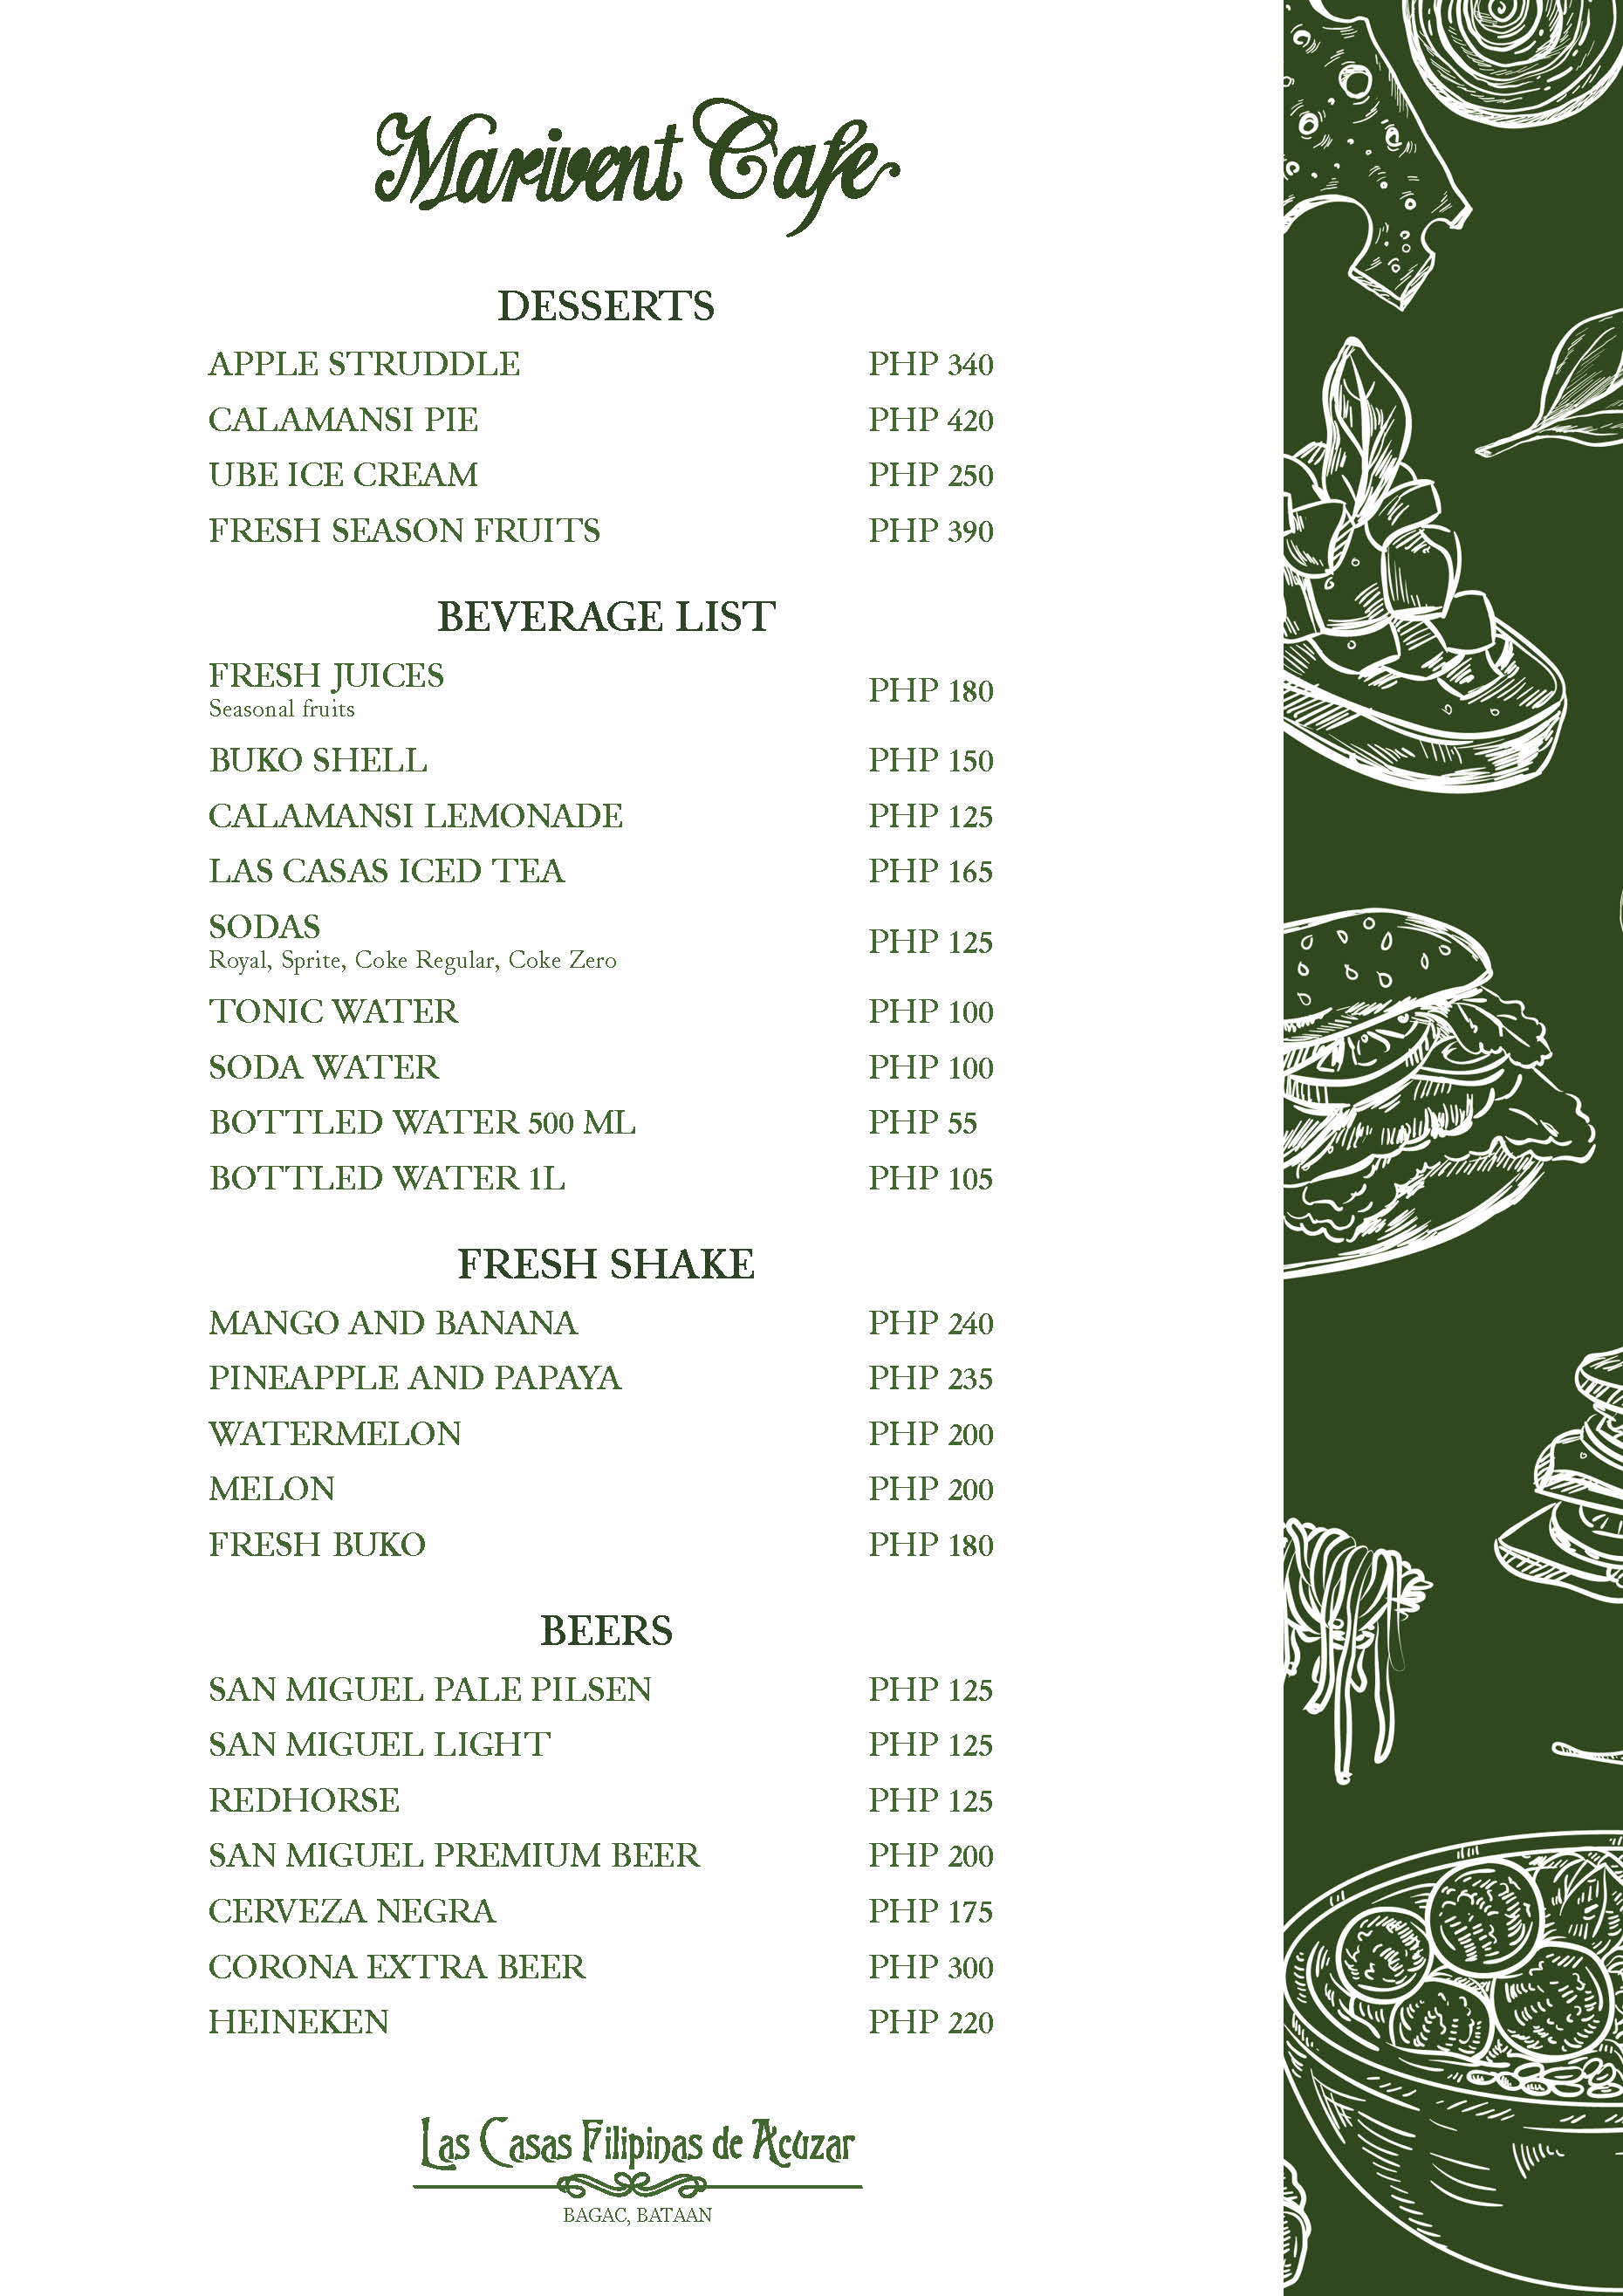 Marivent Cafe
DESSERTS
APPLE STRUDDLE PHP 340
CALAMANSI PIE PHP 420
UBE ICE CREAM PHP 250
FRESH SEASON FRUITS PHP 390
BEVERAGE LIST
FRESH JUICES PHP 180
Seasonal fruits
BUKO SHELL PHP 150
CALAMANSI LEMONADE PHP 125
LAS CASAS ICED TEA PHP 165
SODAS PHP 125
Royal, Sprite, Coke Regular, Coke Zero
TONIC WATER PHP 100
SODA WATER PHP 100
BOTTLED WATER 500 ML PHP 55
BOTTLED WATER 1L PHP 105
FRESH SHAKE
MANGO AND BANANA PHP 240
PINEAPPLE AND PAPAYA PHP 235
WATERMELON PHP 200
MELON PHP 200
FRESH BUKO PHP 180
BEERS
SAN MIGUEL PALE PILSEN PHP 125
SAN MIGUEL LIGHT PHP 125
REDHORSE PHP 125
SAN MIGUEL PREMIUM BEER PHP 200
CERVEZA NEGRA PHP 175
CORONA EXTRA BEER PHP 300
HEINEKEN PHP 220
Las Casas Filipinas de Acuzar
BAGAC, BATAAN